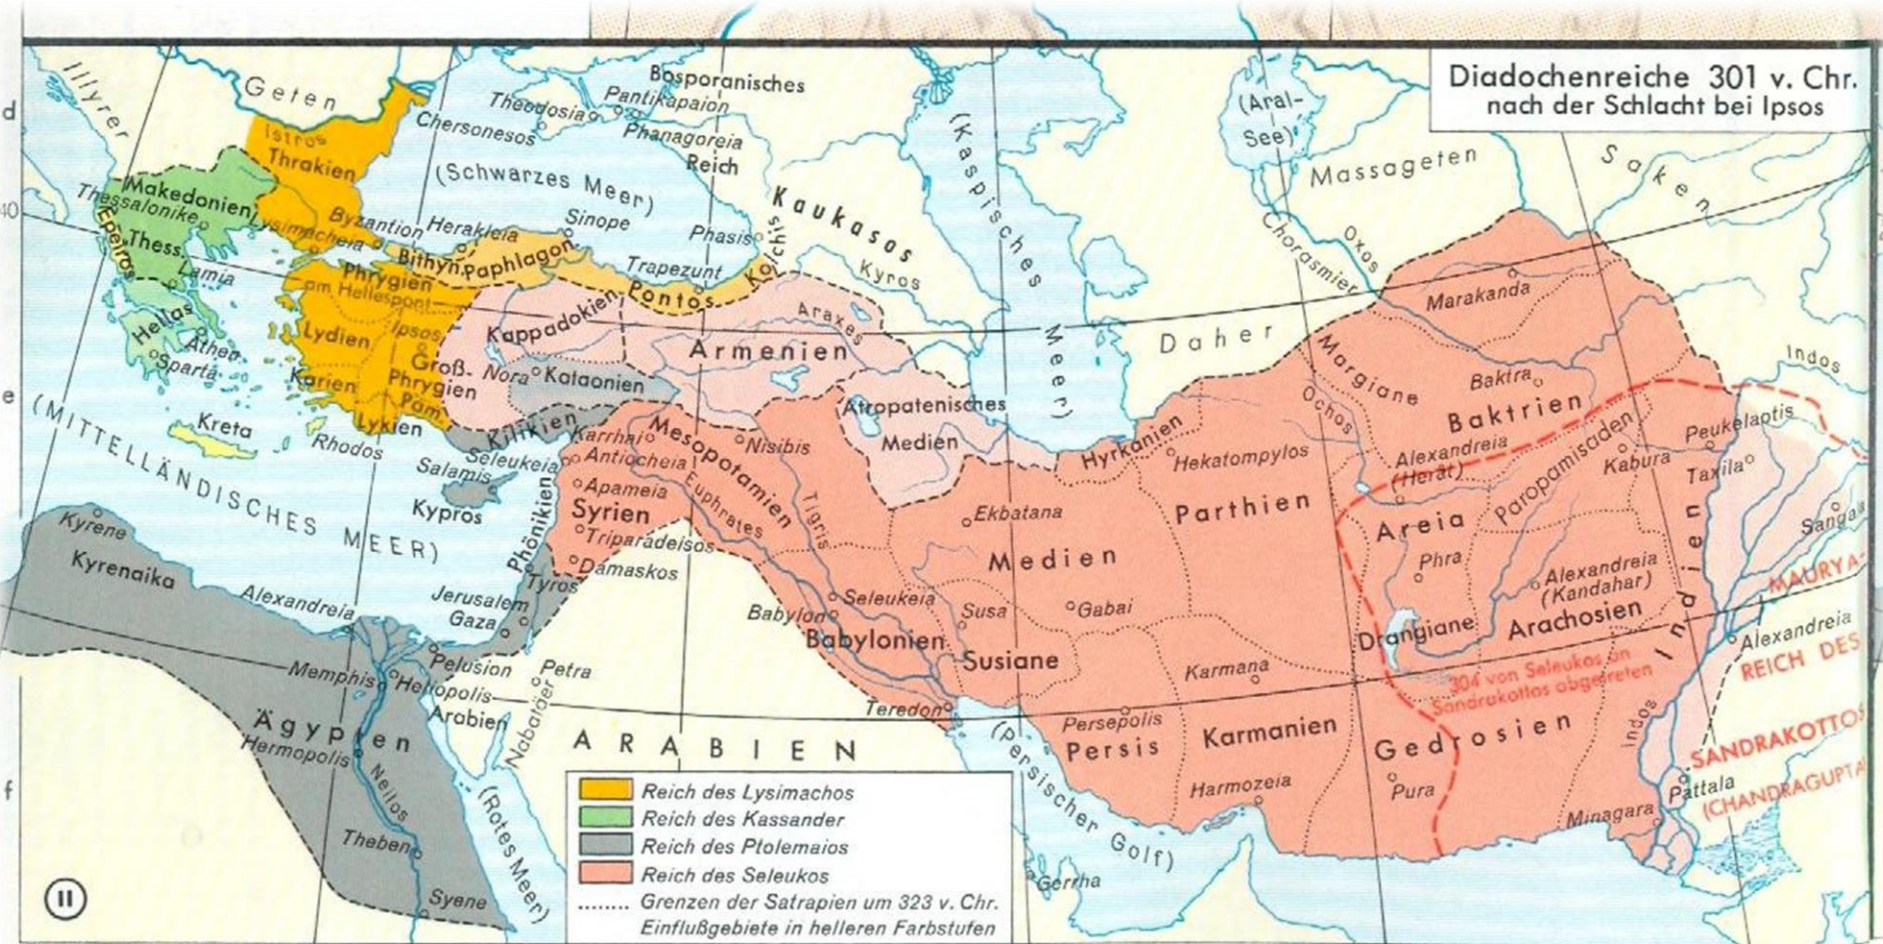 Diadochenreiche 301 v. Chr.
nach der Schlacht bei Ipsos
d
40
e
f
Illyrer
Geten
Istros
Thrakien
Makedonien
Thessalonike
Epeiros
Thess.
Lamia
Hellas
Athen
Sparta
Lysimacheia
Byzantion
Herakleia
Bithyn.
Paphlagon.
Sinope
Phrygien
am Hellespont
Lydien
Ipsos
Karien
Groß-
Phrygien
Pam.
Lykien
Kreta
Rhodos
Theodosia
Chersonesos
Bosporanisches
Pantikapaion
Phanagoreia
Reich
(Schwarzes Meer)
Phasis
Kolchis
Trapezunt
Pontos
Kaukasos
Kyros
Araxes
Kappadokien
Armenien
Nora
Kataonien
Kilikien
Atropatenisches
Medien
(Kaspisches
Meer)
(Aral-
See)
Massageten
Saken
Chorasmier
Oxos
Daher
Marakanda
Margiane
Baktra
Baktrien
Ochos
Alexandreia
(Herāt)
Paropamisaden
Kabura
Peukelaotis
Taxila
Indos
Sangala
Hyrkanien
Hekatompylos
Parthien
Areia
Phra
Alexandreia
(Kandahar)
Arachosien
Drangiane
Indien
MAURYA-
Alexandreia
REICH DES
SANDRAKOTTOS
(CHANDRAGUPTA
304 von Seleukos an
Sandrakottos abgetreten
Karrhai
Mesopotamien
Nisibis
Seleukeia
Antiocheia
Apameia
Syrien
Triparadeisos
Damaskos
Euphrates
Tigris
Salamis
Kypros
Phönikien
Tyros
Jerusalem
Gaza
(MITTELLÄNDISCHES MEER)
Kyrene
Kyrenaika
Alexandreia
Memphis
Pelusion
Heliopolis
Petra
Arabien
Nabatäer
Ägypten
Hermopolis
Neilos
Theben
Syene
(Rotes Meer)
ARABIEN
Ekbatana
Medien
Seleukeia
Babylon
Babylonien
Susa
Susiane
Gabai
Teredon
Persepolis
Persis
Karmana
Karmanien
Harmozeia
Gedrosien
Pura
Indos
Pattala
Minagara
(Persischer Golf)
Gerrha
Reich des Lysimachos
Reich des Kassander
Reich des Ptolemaios
Reich des Seleukos
........ Grenzen der Satrapien um 323 v. Chr.
Einflußgebiete in helleren Farbstufen
II